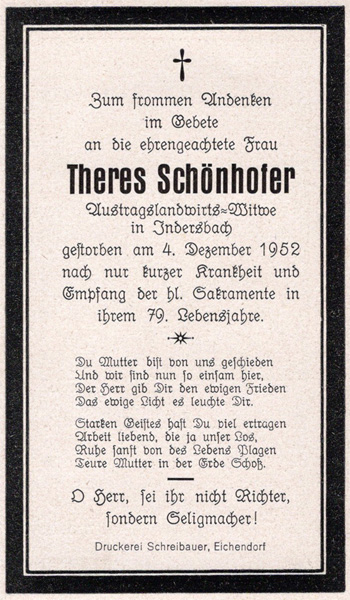 Zum frommen Andenken
im Gebete
an die ehrengeachtete Frau
Theres Schönhofer
Austragslandwirts=Witwe
in Indersbach
gestorben am 4. Dezember 1952
nach nur kurzer Krankheit und
Empfang der hl. Sakramente in
ihrem 79. Lebensjahre.
Du Mutter bist von uns geschieden
Und wir sind nun so einsam hier,
Der Herr gib Dir den ewigen Frieden
Das ewige Licht es leuchte Dir.
Starken Geistes hast Du viel ertragen
Arbeit liebend, die ja unser Los,
Ruhe sanft von des Lebens Plagen
Teure Mutter in der Erde Schoß.
O Herr, sei ihr nicht Richter,
sondern Seligmacher!
Druckerei Schreibauer, Eichendorf